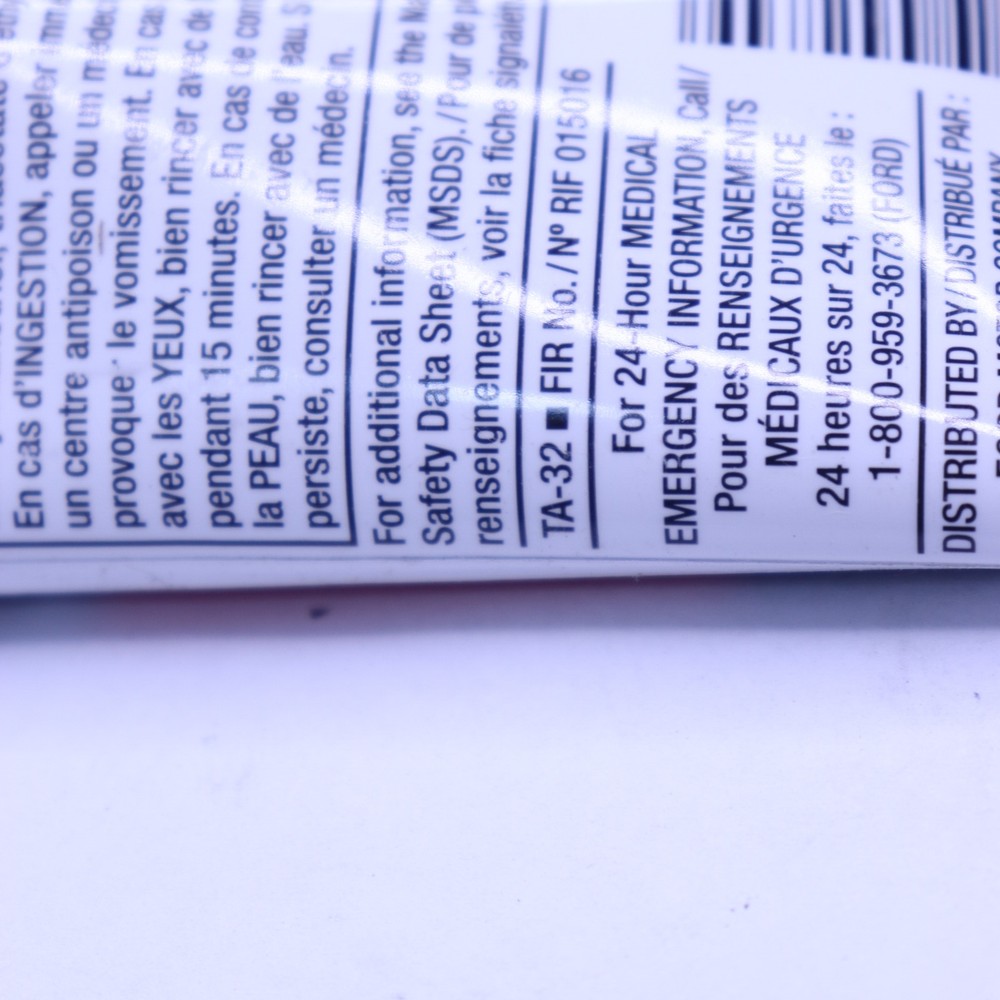 En cas d'INGESTION, appeler
un centre antipoison ou un
provoque le vomissement. En cas
avec les YEUX, bien rincer avec de
pendant 15 minutes. En cas de
la PEAU, bien rincer avec de l'eau.
persiste, consulter un médecin.
For additional information, see the
Safety Data Sheet (MSDS). / Pour de
renseignements, voir la fiche
TA-32 ■ FIR No. / Nº RIF 015016
For 24-Hour MEDICAL
EMERGENCY INFORMATION, Call/
Pour des RENSEIGNEMENTS
MÉDICAUX D'URGENCE
24 heures sur 24, faites le :
1-800-959-3673 (FORD)
DISTRIBUTED BY / DISTRIBUÉ PAR :